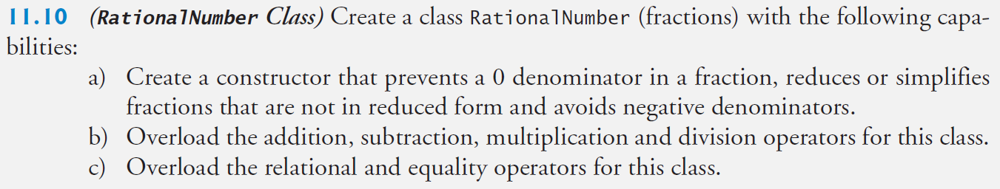 11.10 (RationalNumber Class) Create a class RationalNumber (fractions) with the following capa-
bilities:
a) Create a constructor that prevents a 0 denominator in a fraction, reduces or simplifies
fractions that are not in reduced form and avoids negative denominators.
b) Overload the addition, subtraction, multiplication and division operators for this class.
c) Overload the relational and equality operators for this class.